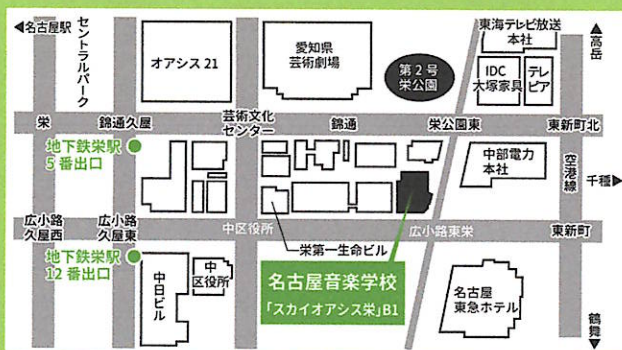 ◀名古屋駅
セントラルパーク
オアシス21
愛知県
芸術劇場
第2号
栄公園
東海テレビ放送
本社
IDC
大塚家具
テレ
ピア
▲高岳
栄
錦通久屋
芸術文化
センター
錦通
栄公園東
東新町北
地下鉄栄駅
5番出口
中部電力
本社
空港線
千種▶
広小路
久屋西
広小路
久屋東
中区役所
広小路東栄
東新町
栄第一生命ビル
地下鉄栄駅
12番出口
中日ビル
中
区役所
名古屋音楽学校
「スカイオアシス栄」B1
名古屋
東急ホテル
鶴舞▼